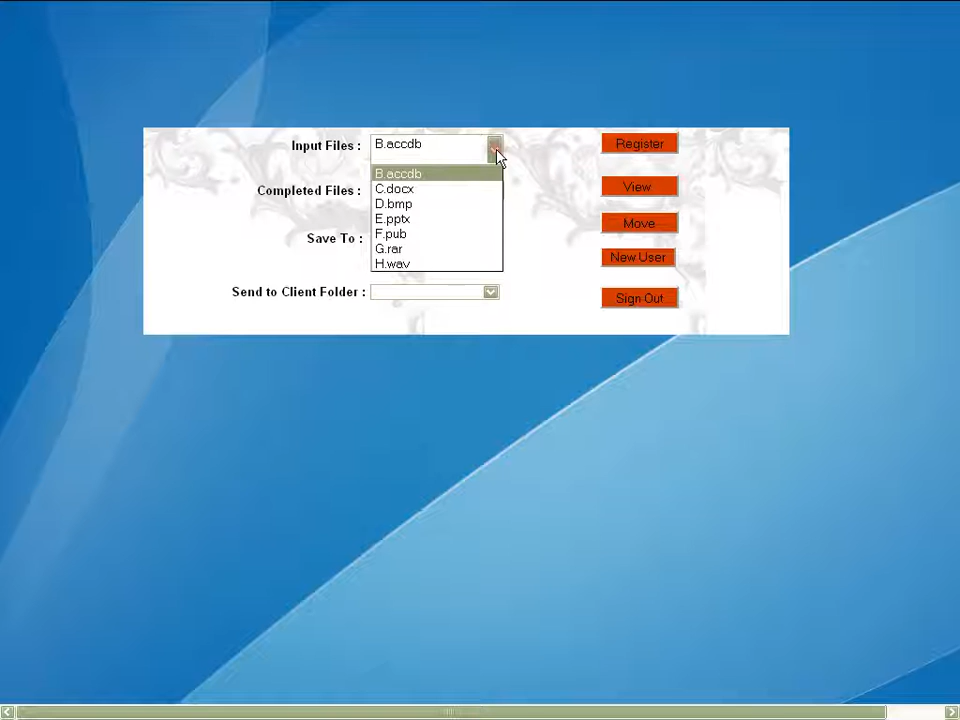 Input Files :
B.accdb
Register
B.accdb
C.docx
D.bmp
E.pptx
F.pub
G.rar
H.wav
Completed Files :
View
Save To :
Move
New User
Send to Client Folder :
Sign Out